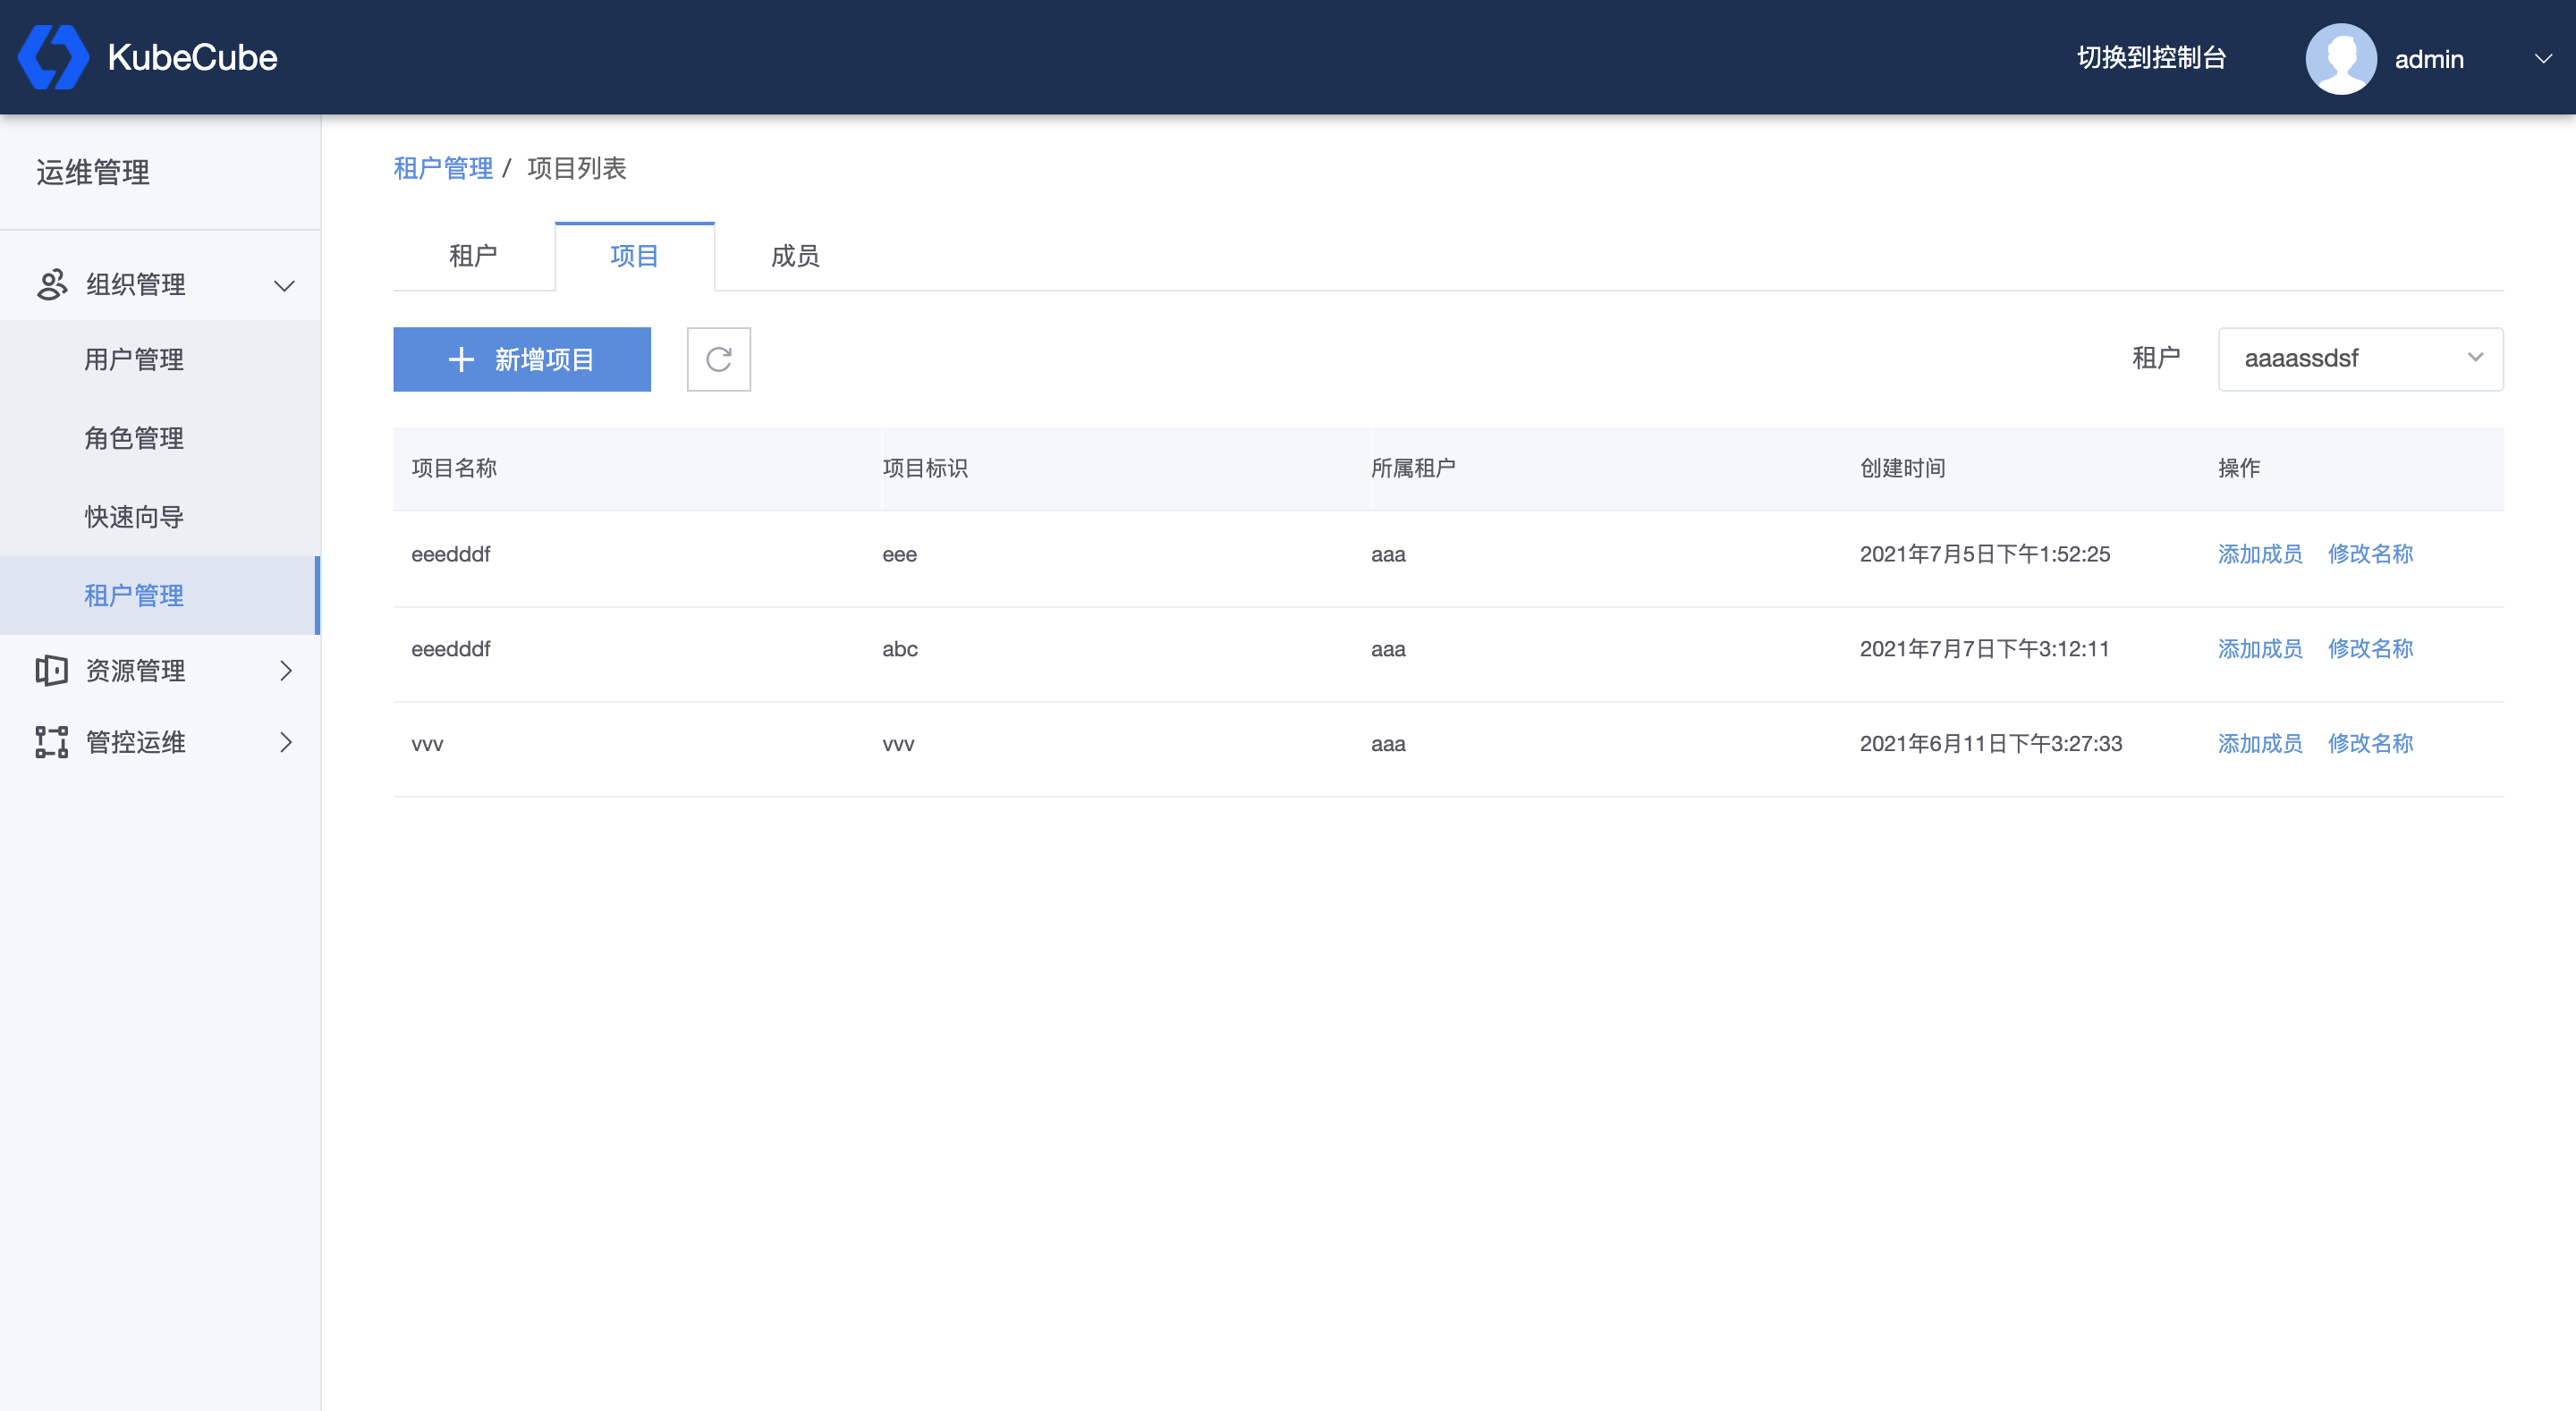 KubeCube
切换到控制台
admin
运维管理
组织管理
用户管理
角色管理
快速向导
租户管理
资源管理
管控运维
租户管理 / 项目列表
租户 项目 成员
新增项目
租户 aaaassdsf
项目名称 项目标识 所属租户 创建时间 操作
eeedddf eee aaa 2021年7月5日下午1:52:25 添加成员 修改名称
eeedddf abc aaa 2021年7月7日下午3:12:11 添加成员 修改名称
vvv vvv aaa 2021年6月11日下午3:27:33 添加成员 修改名称